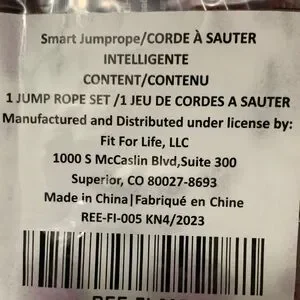 Smart Jumprope/CORDE À SAUTER
INTELLIGENTE
CONTENT/CONTENU
1 JUMP ROPE SET /1 JEU DE CORDES A SAUTER
Manufactured and Distributed under license by:
Fit For Life, LLC
1000 S McCaslin Blvd,Suite 300
Superior, CO 80027-8693
Made in China|Fabriqué en Chine
REE-FI-005 KN4/2023